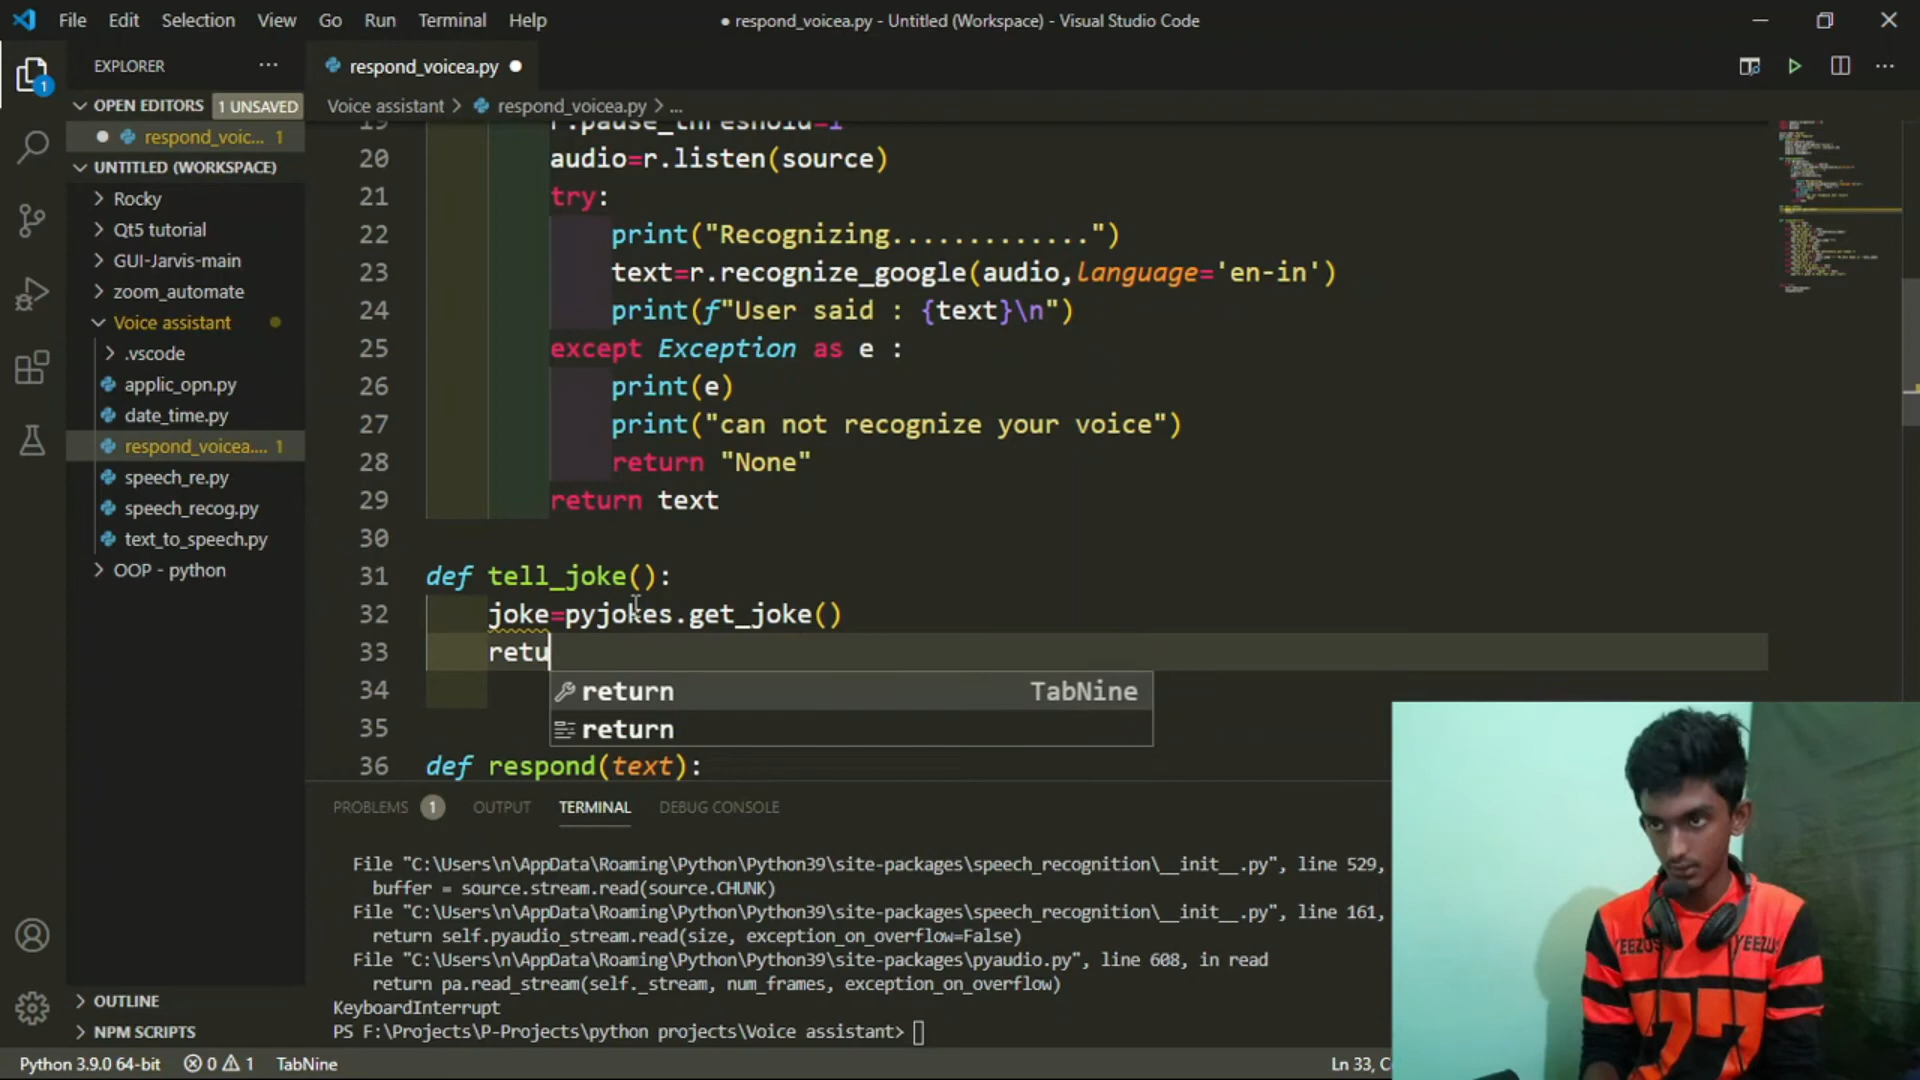 File Edit Selection View Go Run Terminal Help
● respond_voicea.py - Untitled (Workspace) - Visual Studio Code
EXPLORER
OPEN EDITORS 1 UNSAVED
respond_voic... 1
UNTITLED (WORKSPACE)
Rocky
Qt5 tutorial
GUI-Jarvis-main
zoom_automate
Voice assistant
.vscode
applic_opn.py
date_time.py
respond_voicea.... 1
speech_re.py
speech_recog.py
text_to_speech.py
OOP - python
OUTLINE
NPM SCRIPTS
1
respond_voicea.py
Voice assistant > respond_voicea.py > ...
19 r.pause_threshold=1
20 audio=r.listen(source)
21 try:
22 print("Recognizing.............")
23 text=r.recognize_google(audio,language='en-in')
24 print(f"User said : {text}\n")
25 except Exception as e :
26 print(e)
27 print("can not recognize your voice")
28 return "None"
29 return text
30
31 def tell_joke():
32 joke=pyjokes.get_joke()
33 retu
return TabNine
return
34
35
36 def respond(text):
PROBLEMS 1 OUTPUT TERMINAL DEBUG CONSOLE
File "C:\Users\n\AppData\Roaming\Python\Python39\site-packages\speech_recognition\__init__.py", line 529,
buffer = source.stream.read(source.CHUNK)
File "C:\Users\n\AppData\Roaming\Python\Python39\site-packages\speech_recognition\__init__.py", line 161,
return self.pyaudio_stream.read(size, exception_on_overflow=False)
File "C:\Users\n\AppData\Roaming\Python\Python39\site-packages\pyaudio.py", line 608, in read
return pa.read_stream(self._stream, num_frames, exception_on_overflow)
KeyboardInterrupt
PS F:\Projects\P-Projects\python projects\Voice assistant>
Python 3.9.0 64-bit 0 1 TabNine
Ln 33, C
YEEZUS YEEZUS